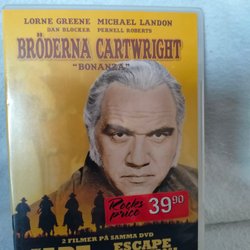 LORNE GREENE MICHAEL LANDON
DAN BLOCKER PERNELL ROBERTS
BRÖDERNA CARTWRIGHT
"BONANZA"
Rocks
price 39 90
2 FILMER PÅ SAMMA DVD
ESCAPE